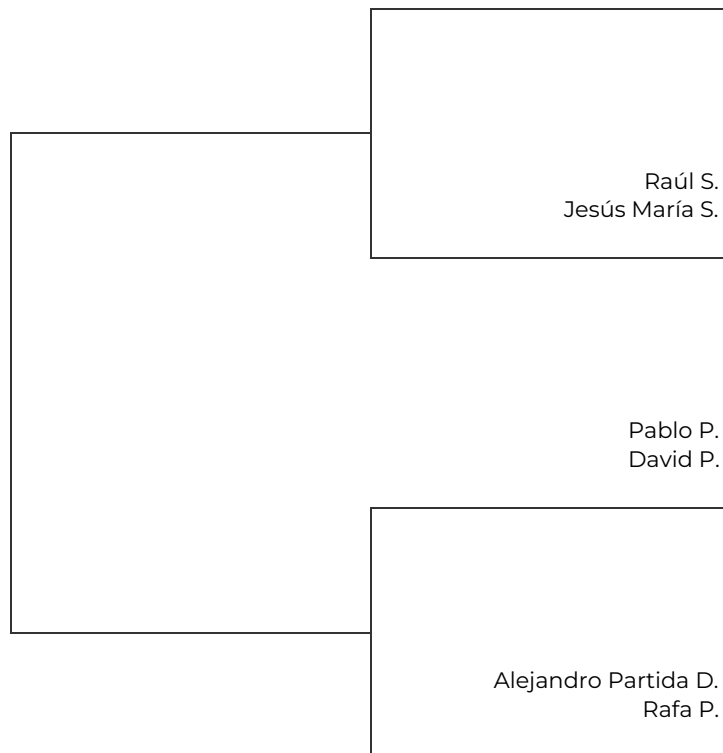 Raúl S.
Jesús María S.
Pablo P.
David P.
Alejandro Partida D.
Rafa P.